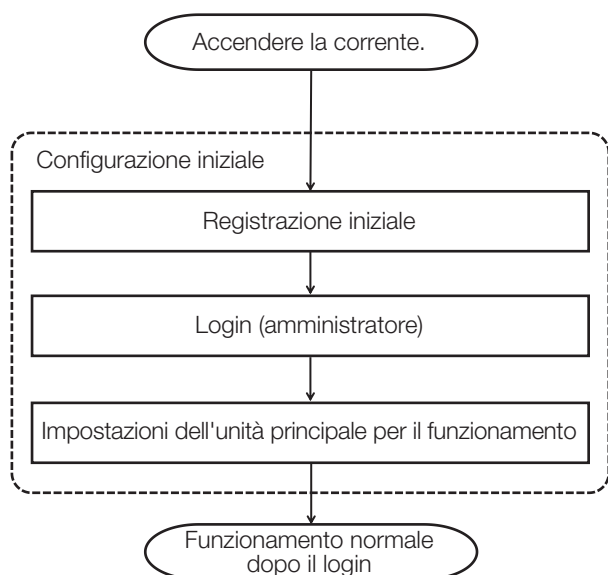 Accendere la corrente.
Configurazione iniziale
Registrazione iniziale
Login (amministratore)
Impostazioni dell'unità principale per il funzionamento
Funzionamento normale
dopo il login